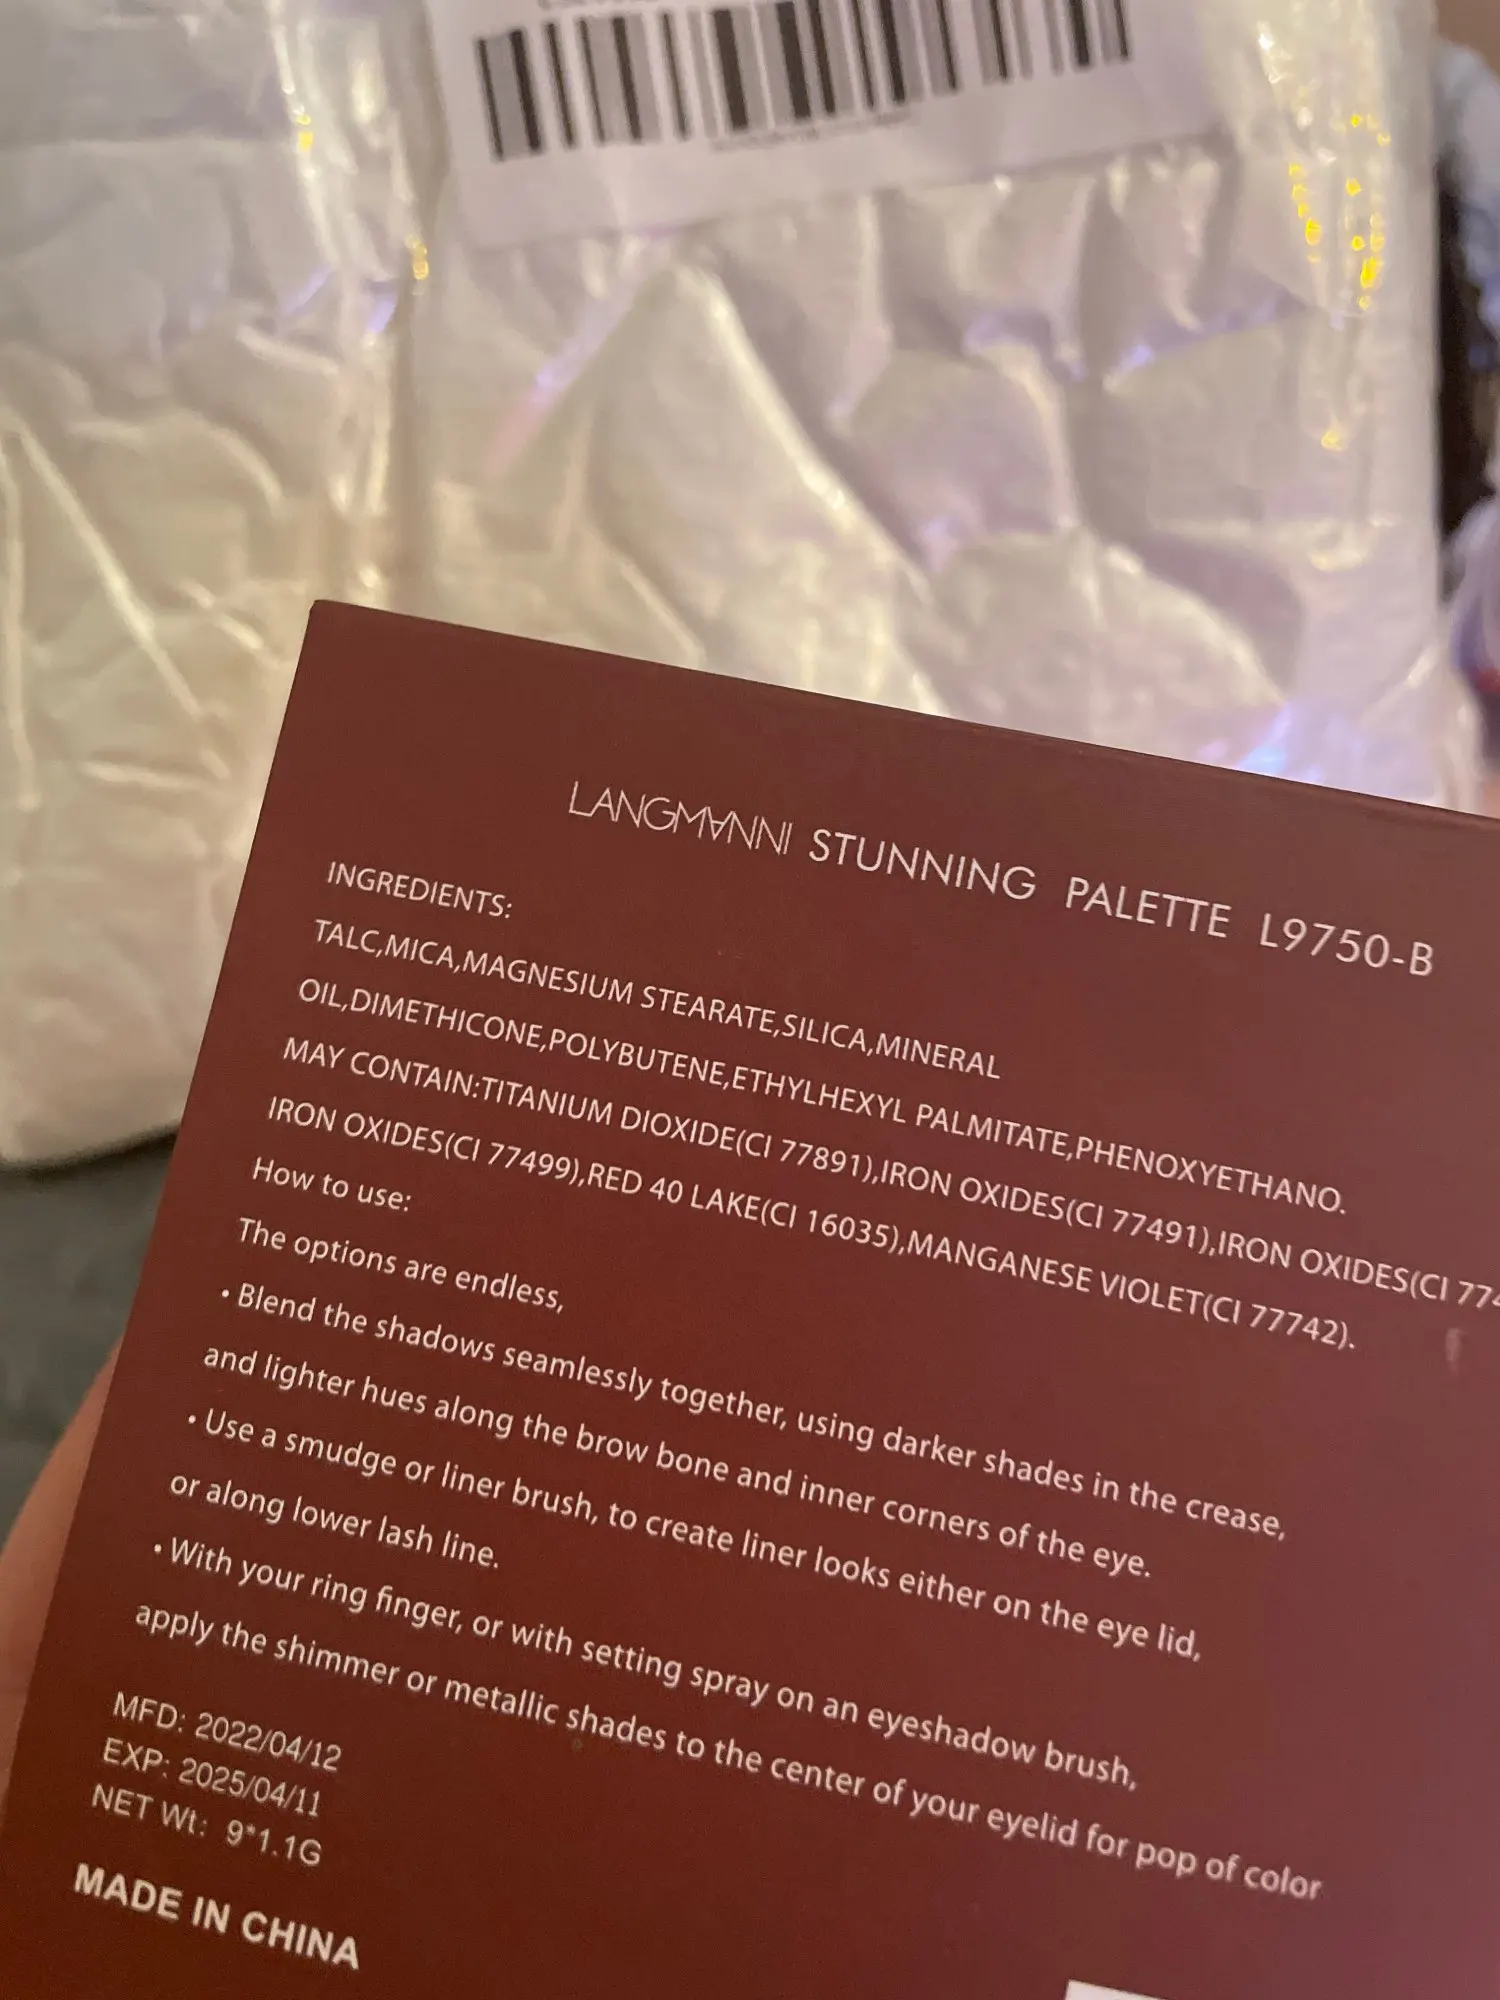 LANGMANNI STUNNING PALETTE L9750-B
INGREDIENTS:
TALC,MICA,MAGNESIUM STEARATE,SILICA,MINERAL
OIL,DIMETHICONE,POLYBUTENE,ETHYLHEXYL PALMITATE,PHENOXYETHANO.
MAY CONTAIN:TITANIUM DIOXIDE(CI 77891),IRON OXIDES(CI 77491),IRON OXIDES(CI 774
IRON OXIDES(CI 77499),RED 40 LAKE(CI 16035),MANGANESE VIOLET(CI 77742).
How to use:
The options are endless,
• Blend the shadows seamlessly together, using darker shades in the crease,
and lighter hues along the brow bone and inner corners of the eye.
• Use a smudge or liner brush, to create liner looks either on the eye lid,
or along lower lash line.
• With your ring finger, or with setting spray on an eyeshadow brush,
apply the shimmer or metallic shades to the center of your eyelid for pop of color
MFD: 2022/04/12
EXP: 2025/04/11
NET Wt: 9*1.1G
MADE IN CHINA